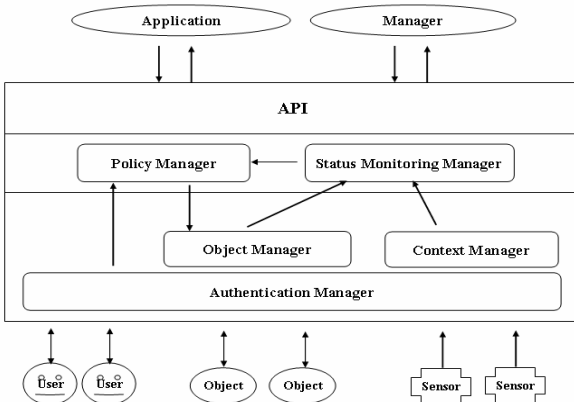 Application
Manager
API
Policy Manager
Status Monitoring Manager
Object Manager
Context Manager
Authentication Manager
User
User
Object
Object
Sensor
Sensor